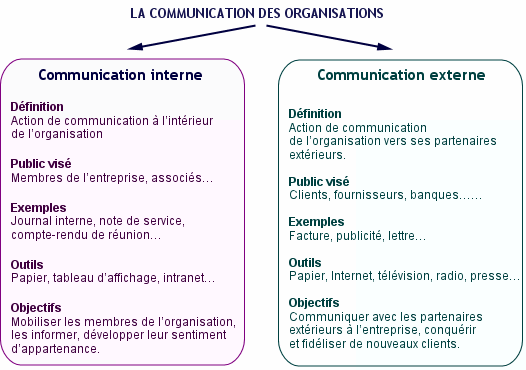 LA COMMUNICATION DES ORGANISATIONS
Communication interne
Définition
Action de communication à l'intérieur
de l'organisation
Public visé
Membres de l'entreprise, associés…
Exemples
Journal interne, note de service,
compte-rendu de réunion…
Outils
Papier, tableau d'affichage, intranet…
Objectifs
Mobiliser les membres de l'organisation,
les informer, développer leur sentiment
d'appartenance.
Communication externe
Définition
Action de communication
de l'organisation vers ses partenaires
extérieurs.
Public visé
Clients, fournisseurs, banques……
Exemples
Facture, publicité, lettre…
Outils
Papier, Internet, télévision, radio, presse…
Objectifs
Communiquer avec les partenaires
extérieurs à l'entreprise, conquérir
et fidéliser de nouveaux clients.